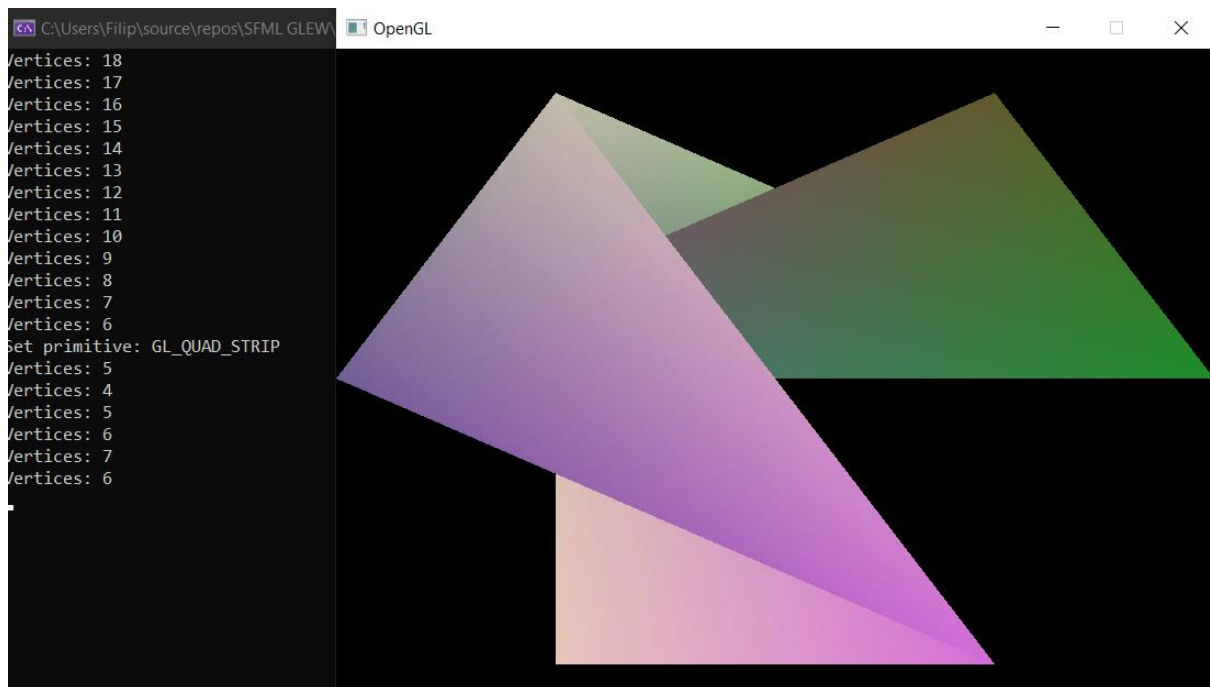 C:\Users\Filip\source\repos\SFML GLEW\
OpenGL
Vertices: 18
Vertices: 17
Vertices: 16
Vertices: 15
Vertices: 14
Vertices: 13
Vertices: 12
Vertices: 11
Vertices: 10
Vertices: 9
Vertices: 8
Vertices: 7
Vertices: 6
Set primitive: GL_QUAD_STRIP
Vertices: 5
Vertices: 4
Vertices: 5
Vertices: 6
Vertices: 7
Vertices: 6